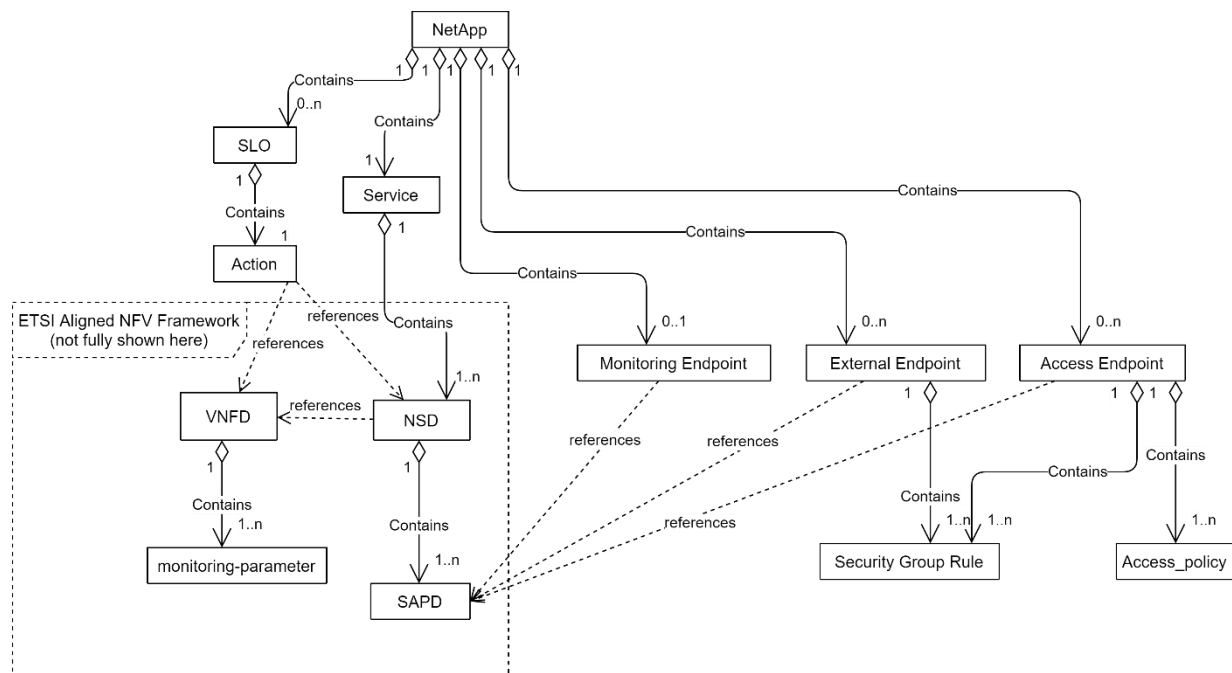 NetApp
1
1
1
1
1
Contains
0..n
SLO
Contains
1
Service
1
1
Contains
1
Action
Contains
Contains
Contains
ETSI Aligned NFV Framework
(not fully shown here)
references
references
Contains
0..1
0..n
0..n
Monitoring Endpoint
External Endpoint
Access Endpoint
1..n
1
1
1
VNFD
references
NSD
1
1
references
references
Contains
Contains
Contains
Contains
Contains
references
1..n
1..n
1..n
1..n
1..n
monitoring-parameter
Security Group Rule
Access_policy
SAPD